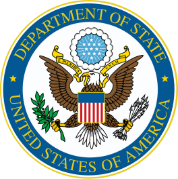 DEPARTMENT OF STATE
UNITED STATES OF AMERICA